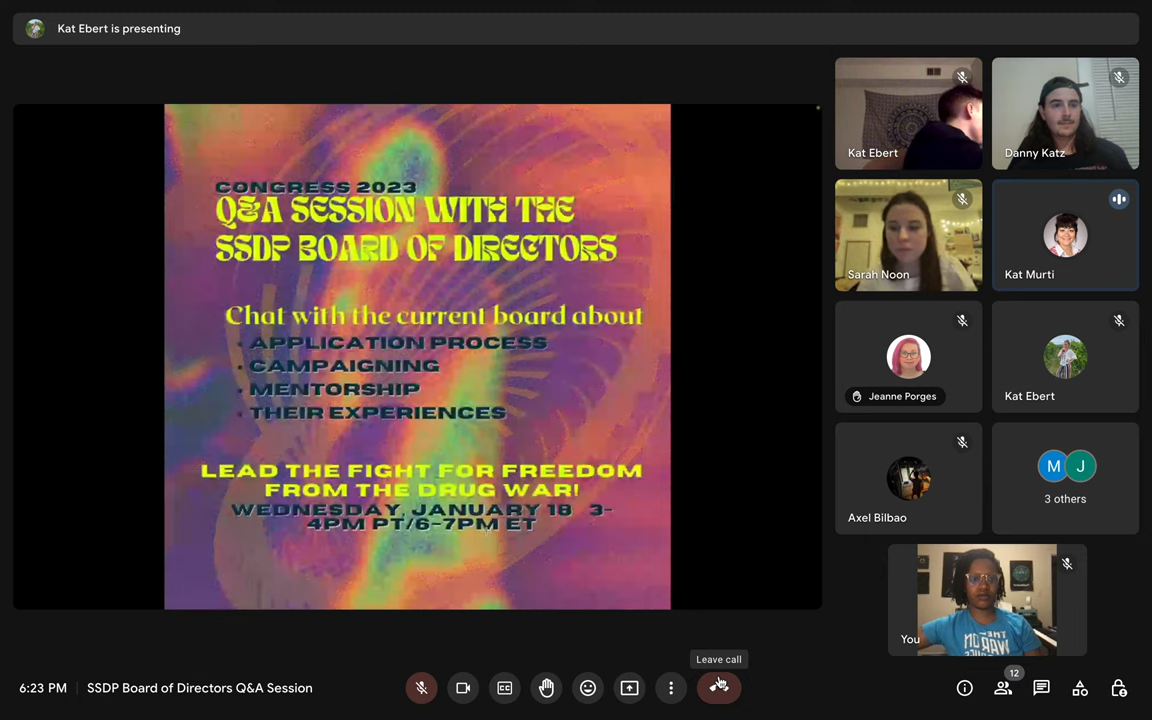 Kat Ebert is presenting
CONGRESS 2023
Q&A SESSION WITH THE
SSDP BOARD OF DIRECTORS
Chat with the current board about
• APPLICATION PROCESS
• CAMPAIGNING
• MENTORSHIP
• THEIR EXPERIENCES
LEAD THE FIGHT FOR FREEDOM
FROM THE DRUG WAR!
WEDNESDAY, JANUARY 18 3-
4PM PT/6-7PM ET
Kat Ebert
Danny Katz
Sarah Noon
Kat Murti
Jeanne Porges
Kat Ebert
Axel Bilbao
M J
3 others
You
Leave call
6:23 PM | SSDP Board of Directors Q&A Session
CC
12